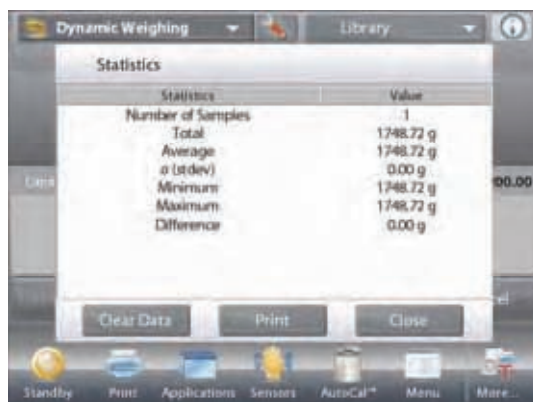 Dynamic Weighing Library
Statistics
Statistics Value
Number of Samples 1
Total 1748.72 g
Average 1748.72 g
σ (stdev) 0.00 g
Minimum 1748.72 g
Maximum 1748.72 g
Difference 0.00 g
00.00
Clear Data Print Close
Standby Print Applications Sensors AutoCal™ Menu More...